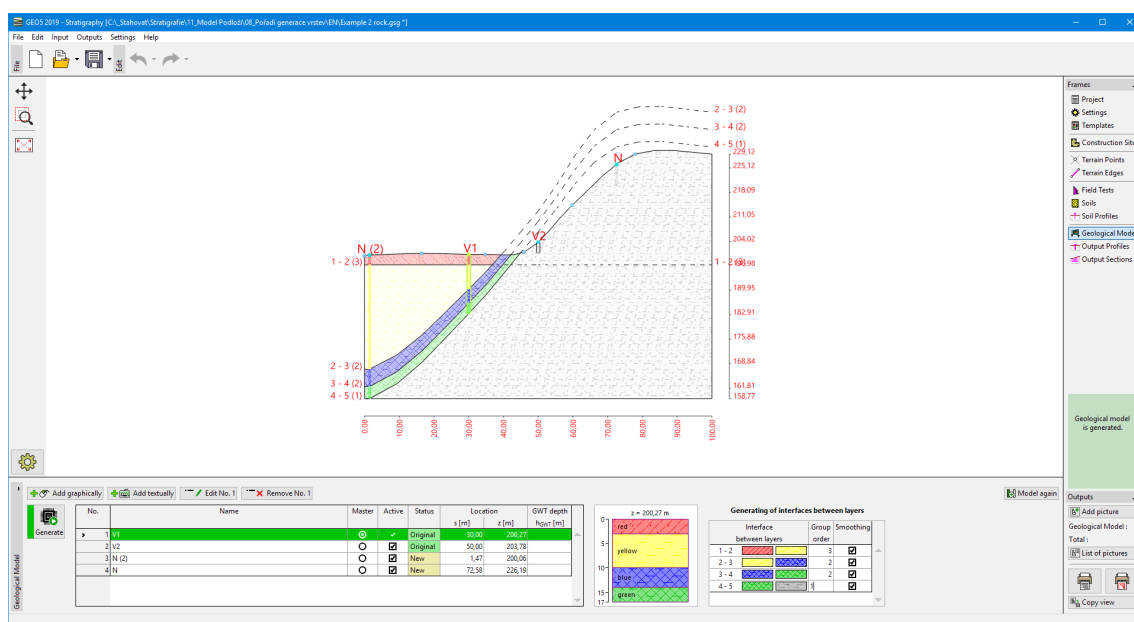 GEO5 2019 - Stratigraphy [C:\_Stahovat\Stratigrafie\11_Model Podloží\08_Pořadí generace vrstev\EN\Example 2 rock.gsg *]
File Edit Input Outputs Settings Help
File
Edit
2 - 3 (2)
3 - 4 (2)
4 - 5 (1)
229,12
225,12
218,09
211,05
204,02
1 - 2 (3)
189,95
182,91
175,88
168,84
161,81
158,77
N
V2
V1
N (2)
1 - 2 (3)
2 - 3 (2)
3 - 4 (2)
4 - 5 (1)
0,00 10,00 20,00 30,00 40,00 50,00 60,00 70,00 80,00 90,00 100,00
Frames
Project
Settings
Templates
Construction Site
Terrain Points
Terrain Edges
Field Tests
Soils
Soil Profiles
Geological Mode
Output Profiles
Output Sections
Geological model
is generated.
Outputs
Add picture
Geological Model :
Total :
List of pictures
Copy view
Geological Model
Add graphically Add textually Edit No. 1 Remove No. 1 Model again
Generate
No. Name Master Active Status Location GWT depth
s [m] z [m] hGWT [m]
1 V1 Original 30,00 200,27
2 V2 Original 50,00 203,78
3 N (2) New 1,47 200,06
4 N New 72,58 226,19
z = 200,27 m
0
5
10
15
17
red
yellow
blue
green
Generating of interfaces between layers
Interface Group Smoothing
between layers order
1 - 2 3
2 - 3 2
3 - 4 2
4 - 5 1